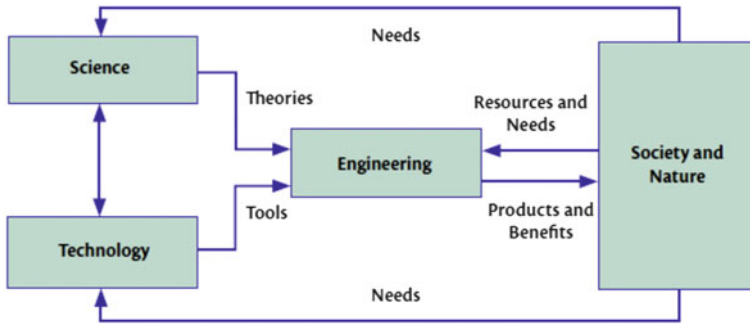 Needs
Science
Theories
Resources and
Needs
Engineering
Society and
Nature
Tools
Products and
Benefits
Technology
Needs